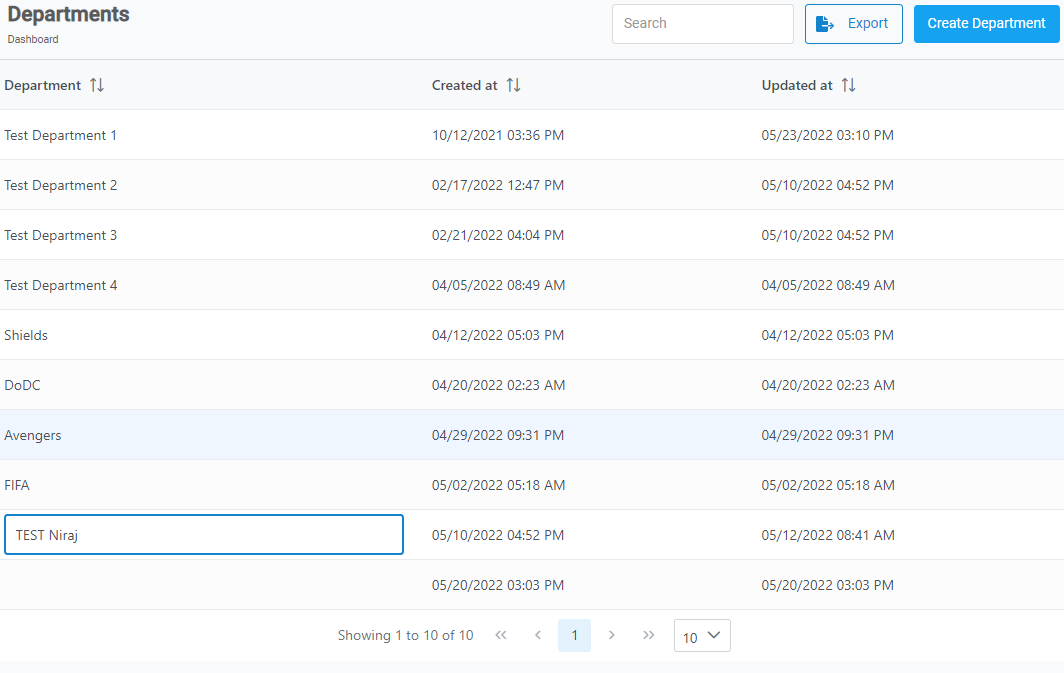 Departments
Dashboard
Search
Export
Create Department
Department Created at Updated at
Test Department 1 10/12/2021 03:36 PM 05/23/2022 03:10 PM
Test Department 2 02/17/2022 12:47 PM 05/10/2022 04:52 PM
Test Department 3 02/21/2022 04:04 PM 05/10/2022 04:52 PM
Test Department 4 04/05/2022 08:49 AM 04/05/2022 08:49 AM
Shields 04/12/2022 05:03 PM 04/12/2022 05:03 PM
DoDC 04/20/2022 02:23 AM 04/20/2022 02:23 AM
Avengers 04/29/2022 09:31 PM 04/29/2022 09:31 PM
FIFA 05/02/2022 05:18 AM 05/02/2022 05:18 AM
TEST Niraj 05/10/2022 04:52 PM 05/12/2022 08:41 AM
05/20/2022 03:03 PM 05/20/2022 03:03 PM
Showing 1 to 10 of 10 1 10